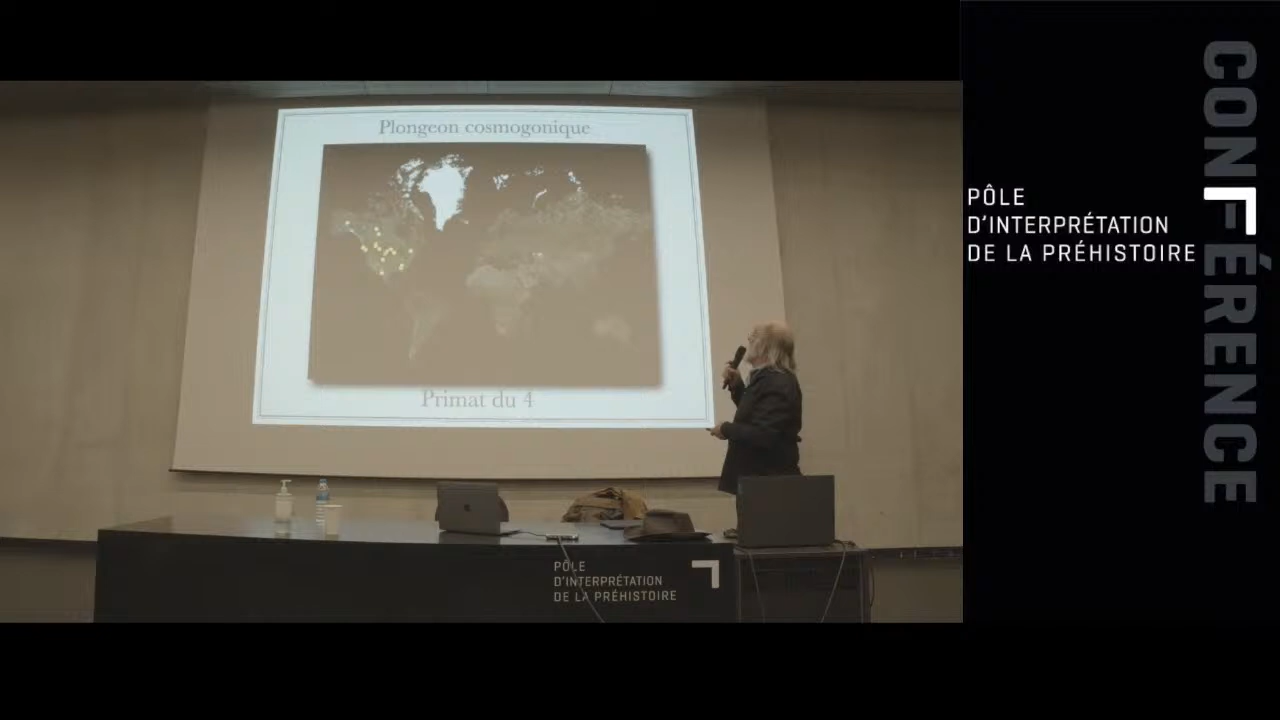 Plongeon cosmogonique
Primat du 4
PÔLE
D'INTERPRÉTATION
DE LA PRÉHISTOIRE
PÔLE
D'INTERPRÉTATION
DE LA PRÉHISTOIRE
CONFÉRENCE